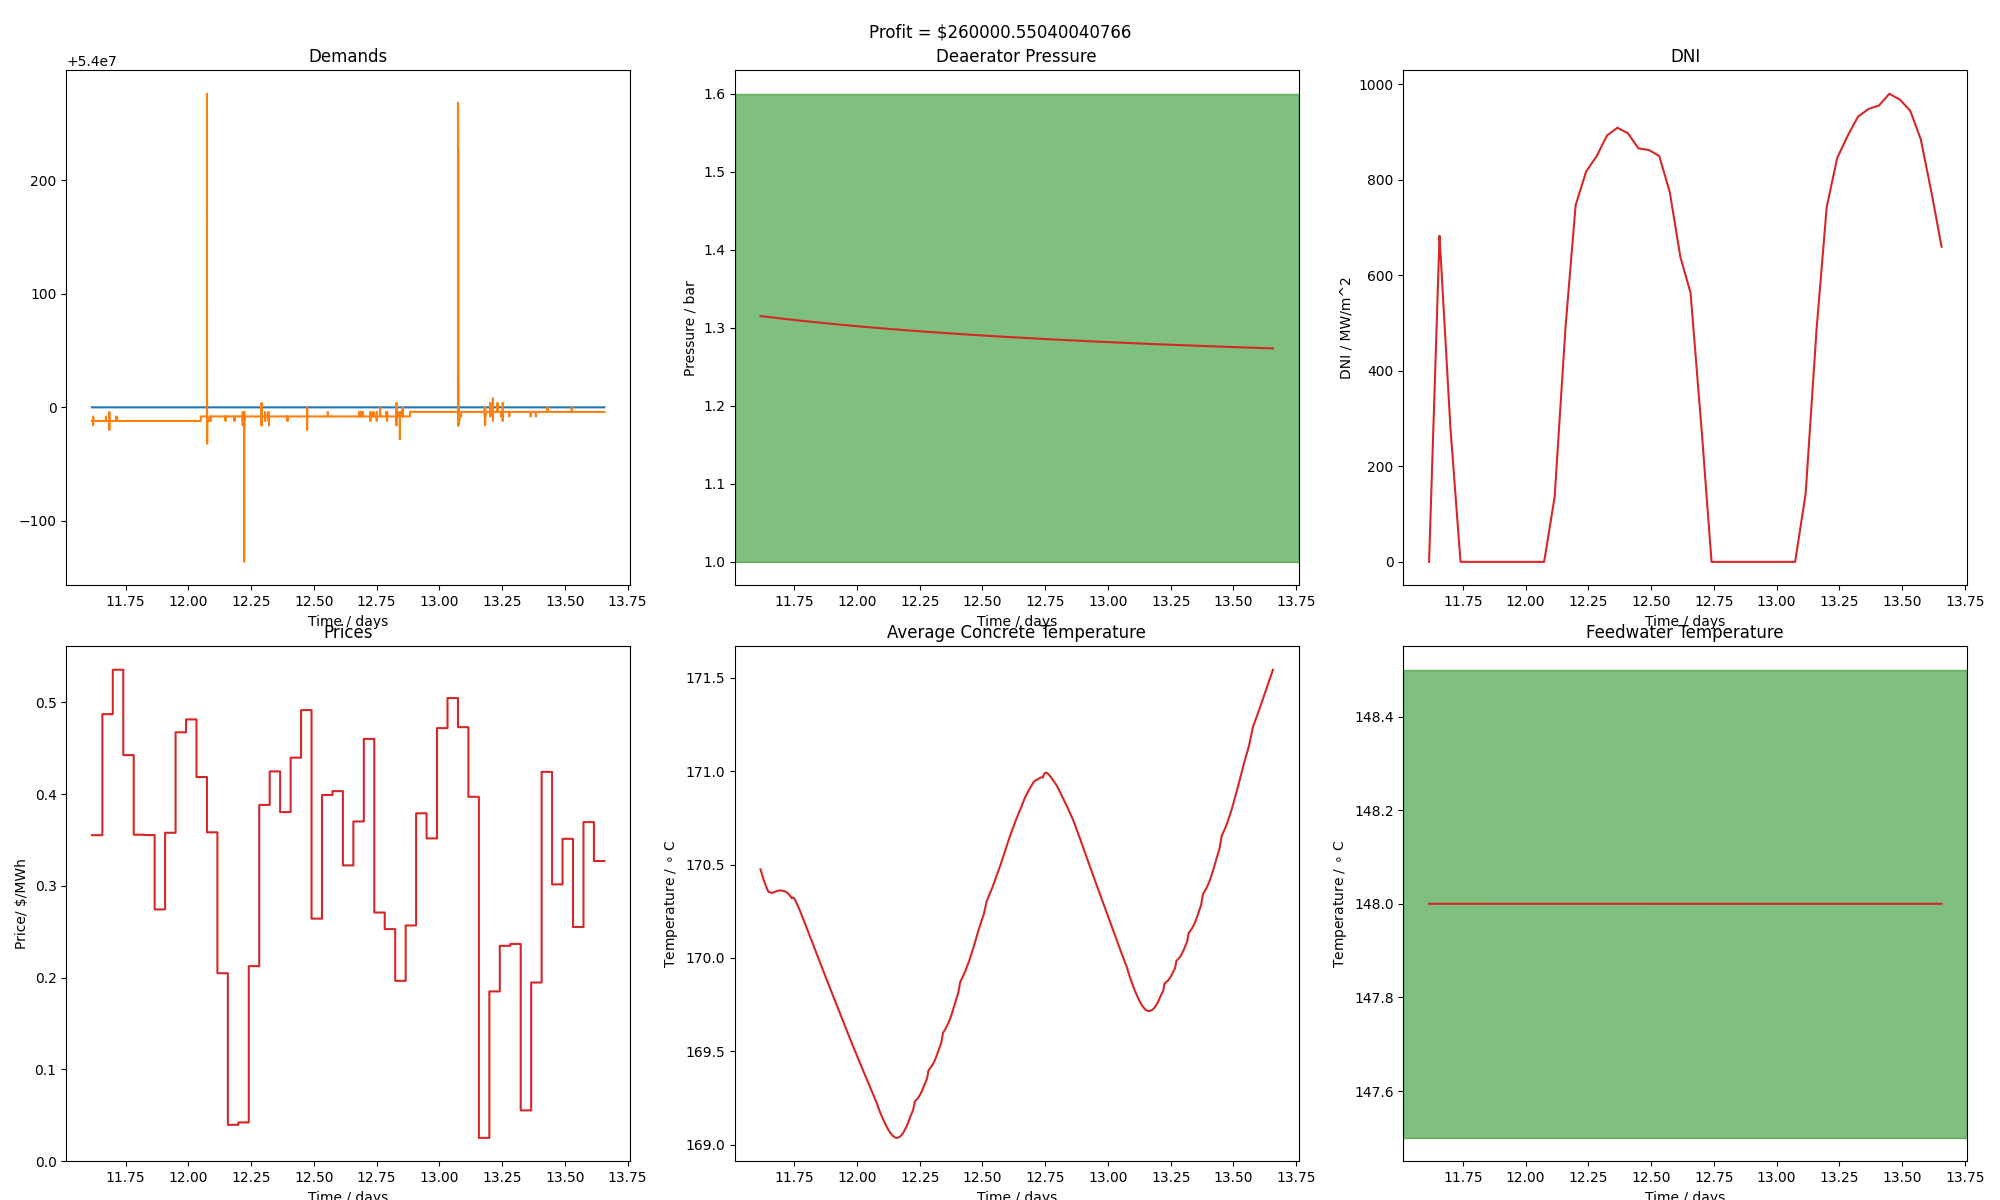 Profit = $260000.55040040766
Demands
+5.4e7
200
100
0
−100
11.75 12.00 12.25 12.50 12.75 13.00 13.25 13.50 13.75
Time / days
Deaerator Pressure
Pressure / bar
1.6
1.5
1.4
1.3
1.2
1.1
1.0
11.75 12.00 12.25 12.50 12.75 13.00 13.25 13.50 13.75
Time / days
DNI
DNI / MW/m^2
1000
800
600
400
200
0
11.75 12.00 12.25 12.50 12.75 13.00 13.25 13.50 13.75
Time / days
Prices
Price/ $/MWh
0.5
0.4
0.3
0.2
0.1
0.0
11.75 12.00 12.25 12.50 12.75 13.00 13.25 13.50 13.75
Time / days
Average Concrete Temperature
Temperature / ∘ C
171.5
171.0
170.5
170.0
169.5
169.0
11.75 12.00 12.25 12.50 12.75 13.00 13.25 13.50 13.75
Time / days
Feedwater Temperature
Temperature / ∘ C
148.4
148.2
148.0
147.8
147.6
11.75 12.00 12.25 12.50 12.75 13.00 13.25 13.50 13.75
Time / days